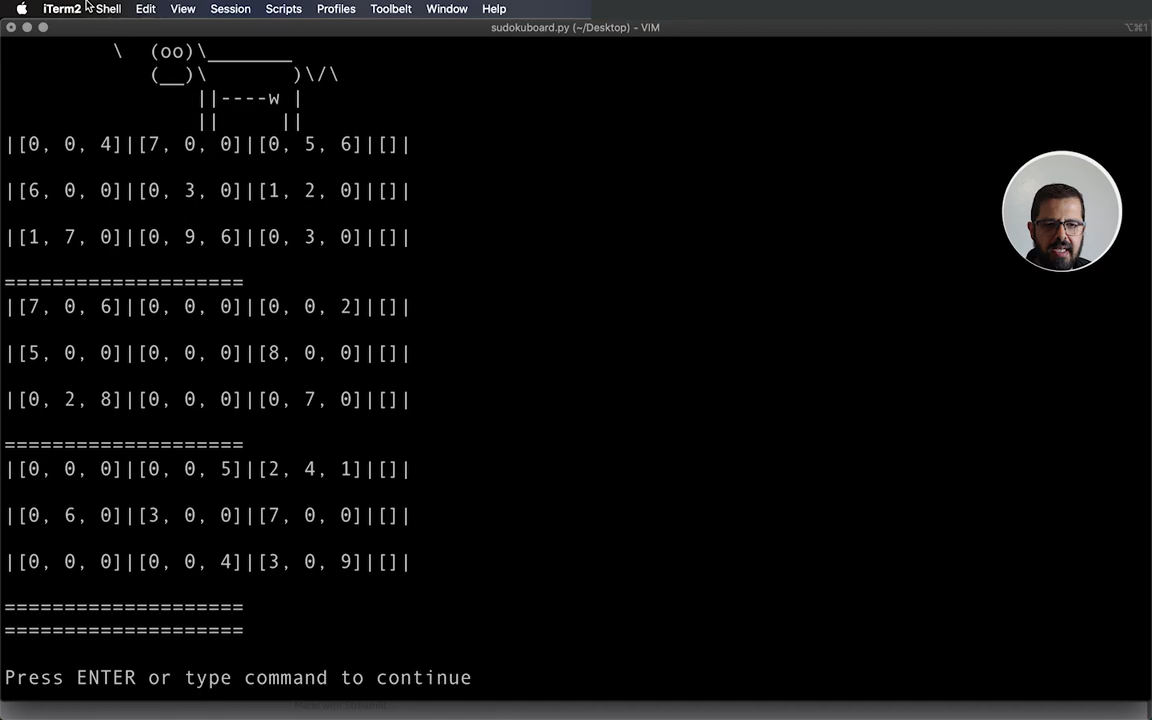 iTerm2 Shell Edit View Session Scripts Profiles Toolbelt Window Help
sudokuboard.py (~/Desktop) - VIM ⌥⌘1
\  (oo)\_______
(__)\       )\/\
||----w |
||     ||
|[0, 0, 4]|[7, 0, 0]|[0, 5, 6]|[]|
|[6, 0, 0]|[0, 3, 0]|[1, 2, 0]|[]|
|[1, 7, 0]|[0, 9, 6]|[0, 3, 0]|[]|
====================
|[7, 0, 6]|[0, 0, 0]|[0, 0, 2]|[]|
|[5, 0, 0]|[0, 0, 0]|[8, 0, 0]|[]|
|[0, 2, 8]|[0, 0, 0]|[0, 7, 0]|[]|
====================
|[0, 0, 0]|[0, 0, 5]|[2, 4, 1]|[]|
|[0, 6, 0]|[3, 0, 0]|[7, 0, 0]|[]|
|[0, 0, 0]|[0, 0, 4]|[3, 0, 9]|[]|
====================
====================
Press ENTER or type command to continue